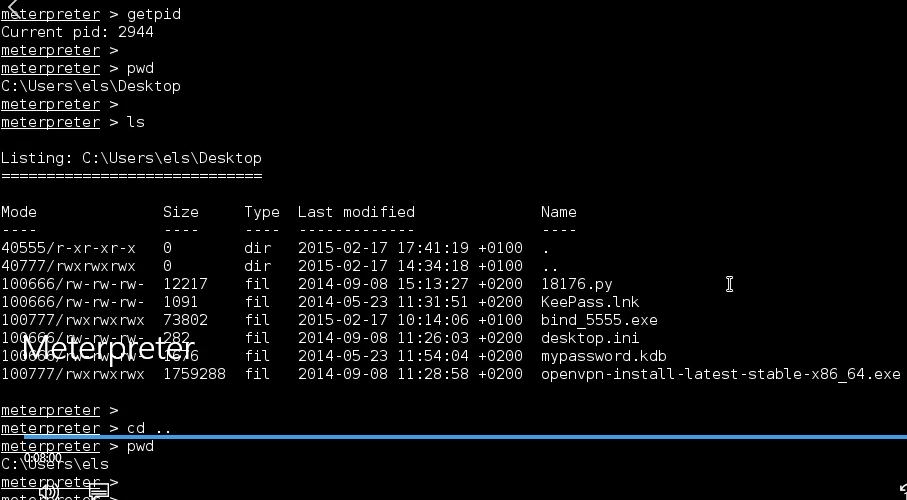 meterpreter > getpid
Current pid: 2944
meterpreter >
meterpreter > pwd
C:\Users\els\Desktop
meterpreter >
meterpreter > ls
Listing: C:\Users\els\Desktop
=============================
Mode Size Type Last modified Name
---- ---- ---- ------------- ----
40555/r-xr-xr-x 0 dir 2015-02-17 17:41:19 +0100 .
40777/rwxrwxrwx 0 dir 2015-02-17 14:34:18 +0100 ..
100666/rw-rw-rw- 12217 fil 2014-09-08 15:13:27 +0200 18176.py
100666/rw-rw-rw- 1091 fil 2014-05-23 11:31:51 +0200 KeePass.lnk
100777/rwxrwxrwx 73802 fil 2015-02-17 10:14:06 +0100 bind_5555.exe
100666/rw-rw-rw- 282 fil 2014-09-08 11:26:03 +0200 desktop.ini
Meterpreter
100666/rw-rw-rw- 1676 fil 2014-05-23 11:54:04 +0200 mypassword.kdb
100777/rwxrwxrwx 1759288 fil 2014-09-08 11:28:58 +0200 openvpn-install-latest-stable-x86_64.exe
meterpreter >
meterpreter > cd ..
meterpreter > pwd
0:08:00
C:\Users\els
meterpreter >
meterpreter >